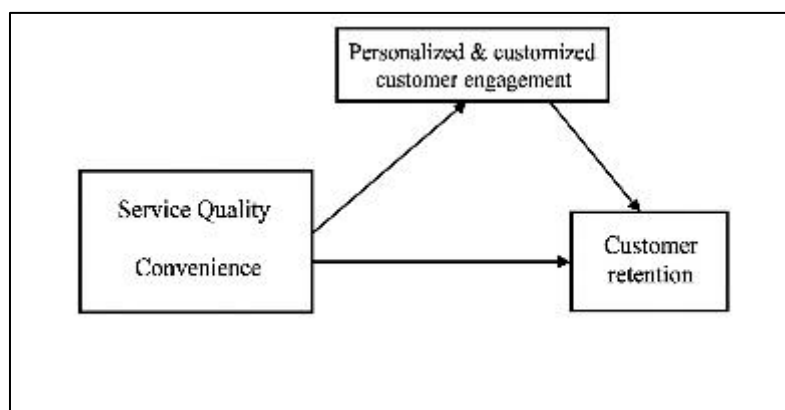 Personalized & customized
customer engagement
Service Quality
Convenience
Customer
retention